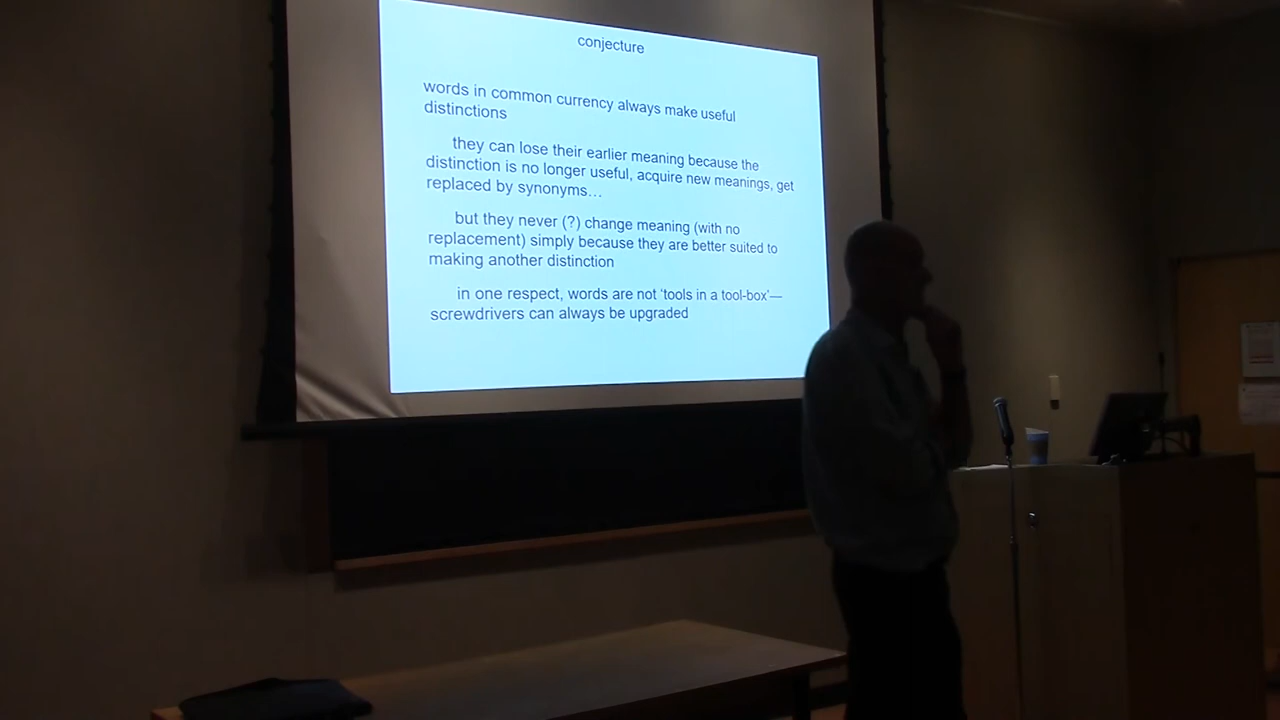 conjecture
words in common currency always make useful
distinctions
they can lose their earlier meaning because the
distinction is no longer useful, acquire new meanings, get
replaced by synonyms…
but they never (?) change meaning (with no
replacement) simply because they are better suited to
making another distinction
in one respect, words are not ‘tools in a tool-box’—
screwdrivers can always be upgraded